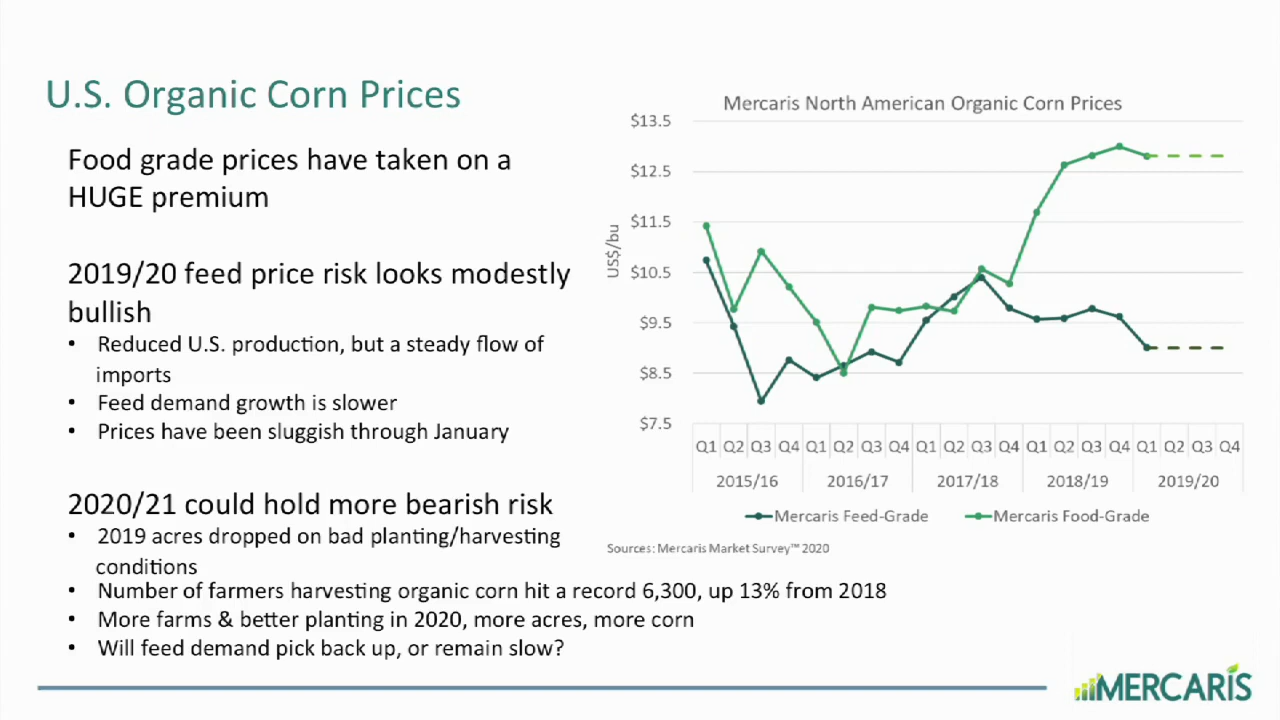 U.S. Organic Corn Prices
Food grade prices have taken on a
HUGE premium
2019/20 feed price risk looks modestly
bullish
• Reduced U.S. production, but a steady flow of
imports
• Feed demand growth is slower
• Prices have been sluggish through January
2020/21 could hold more bearish risk
• 2019 acres dropped on bad planting/harvesting
conditions
• Number of farmers harvesting organic corn hit a record 6,300, up 13% from 2018
• More farms & better planting in 2020, more acres, more corn
• Will feed demand pick back up, or remain slow?
Mercaris North American Organic Corn Prices
US$/bu
$13.5
$12.5
$11.5
$10.5
$9.5
$8.5
$7.5
Q1 Q2 Q3 Q4 Q1 Q2 Q3 Q4 Q1 Q2 Q3 Q4 Q1 Q2 Q3 Q4 Q1 Q2 Q3 Q4
2015/16 2016/17 2017/18 2018/19 2019/20
Mercaris Feed-Grade Mercaris Food-Grade
Sources: Mercaris Market Survey™ 2020
MERCARIS